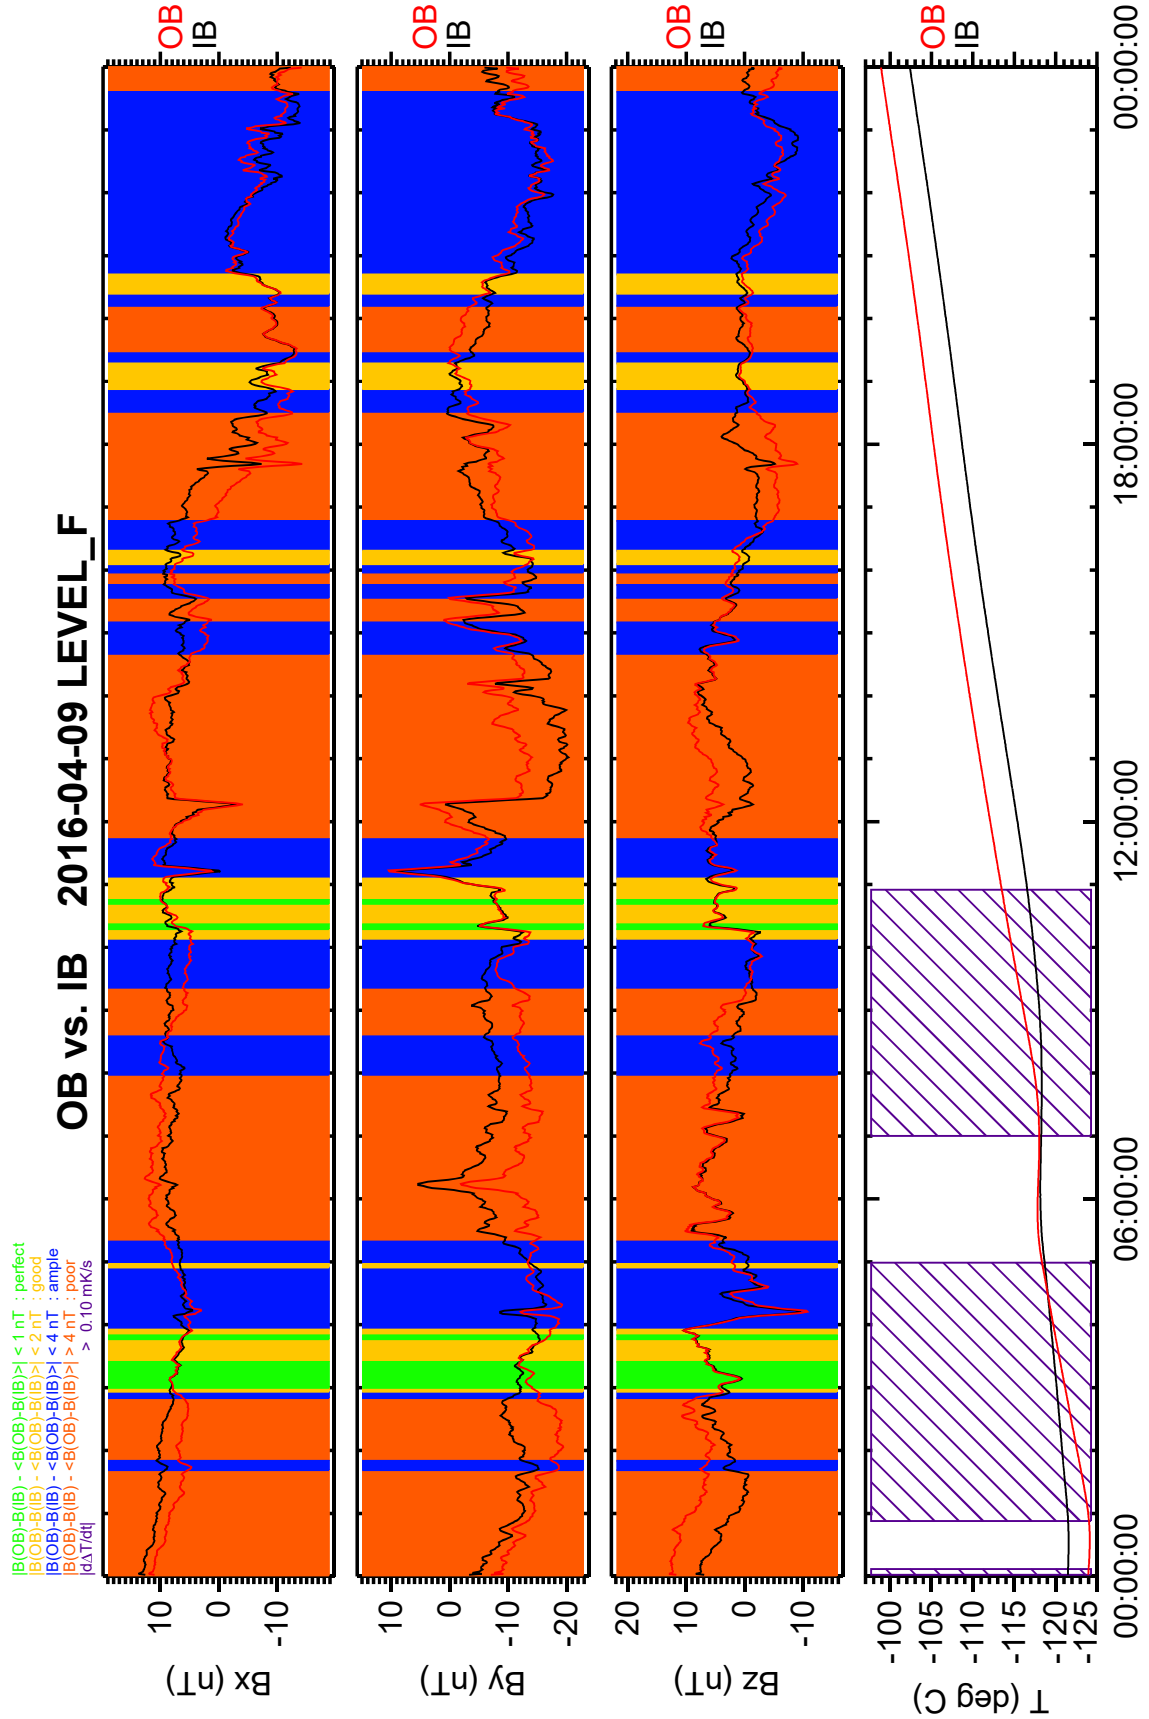 OB vs. IB 2016-04-09 LEVEL_F
|B(OB)-B(IB) - <B(OB)-B(IB)>| < 1 nT : perfect
|B(OB)-B(IB) - <B(OB)-B(IB)>| < 2 nT : good
|B(OB)-B(IB) - <B(OB)-B(IB)>| < 4 nT : ample
|B(OB)-B(IB) - <B(OB)-B(IB)>| > 4 nT : poor
|dΔT/dt| > 0.10 mK/s
Bx (nT)
10
0
-10
OB
IB
By (nT)
10
0
-10
-20
OB
IB
Bz (nT)
20
10
0
-10
OB
IB
T (deg C)
-100
-105
-110
-115
-120
-125
OB
IB
00:00:00 06:00:00 12:00:00 18:00:00 00:00:00